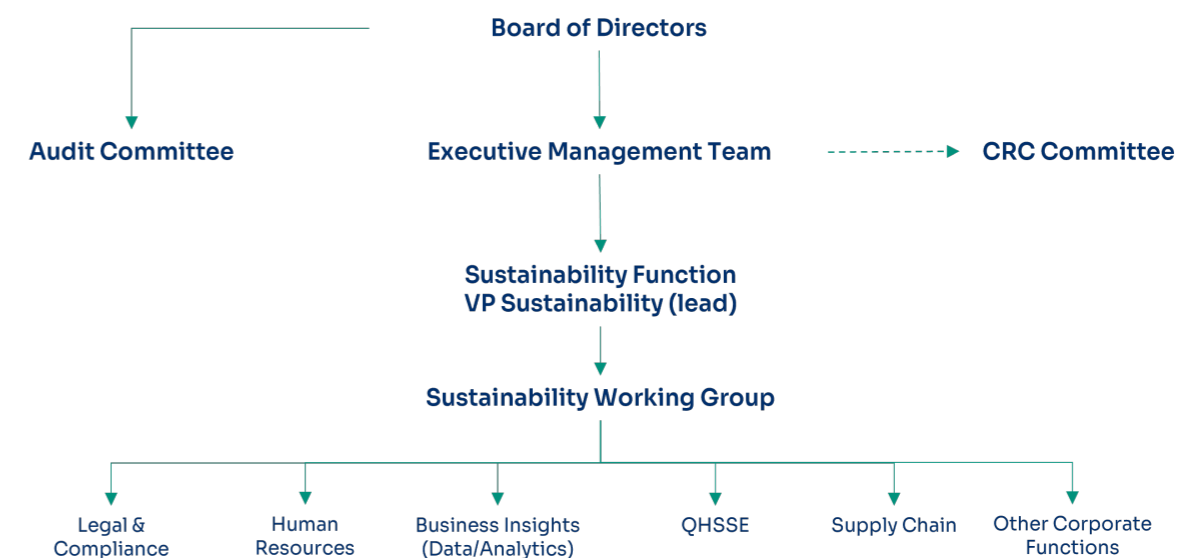 Board of Directors
Audit Committee
Executive Management Team
CRC Committee
Sustainability Function
VP Sustainability (lead)
Sustainability Working Group
Legal &
Compliance
Human
Resources
Business Insights
(Data/Analytics)
QHSSE
Supply Chain
Other Corporate
Functions